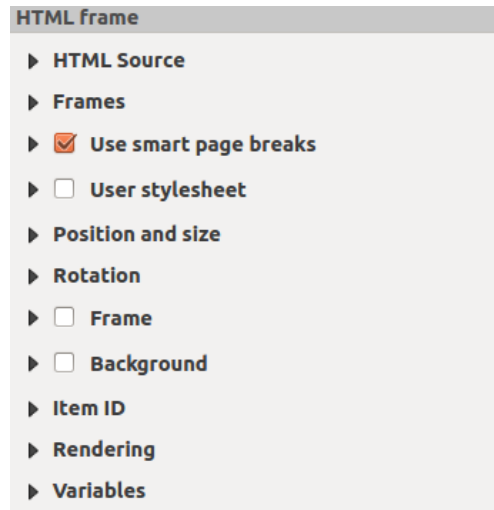 HTML frame
HTML Source
Frames
Use smart page breaks
User stylesheet
Position and size
Rotation
Frame
Background
Item ID
Rendering
Variables